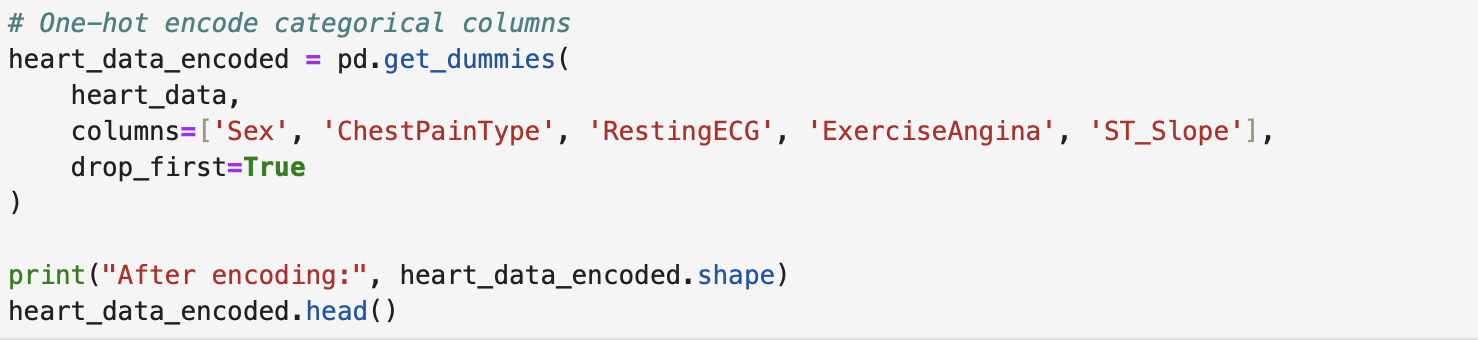 # One-hot encode categorical columns
heart_data_encoded = pd.get_dummies(
    heart_data,
    columns=['Sex', 'ChestPainType', 'RestingECG', 'ExerciseAngina', 'ST_Slope'],
    drop_first=True
)

print("After encoding:", heart_data_encoded.shape)
heart_data_encoded.head()